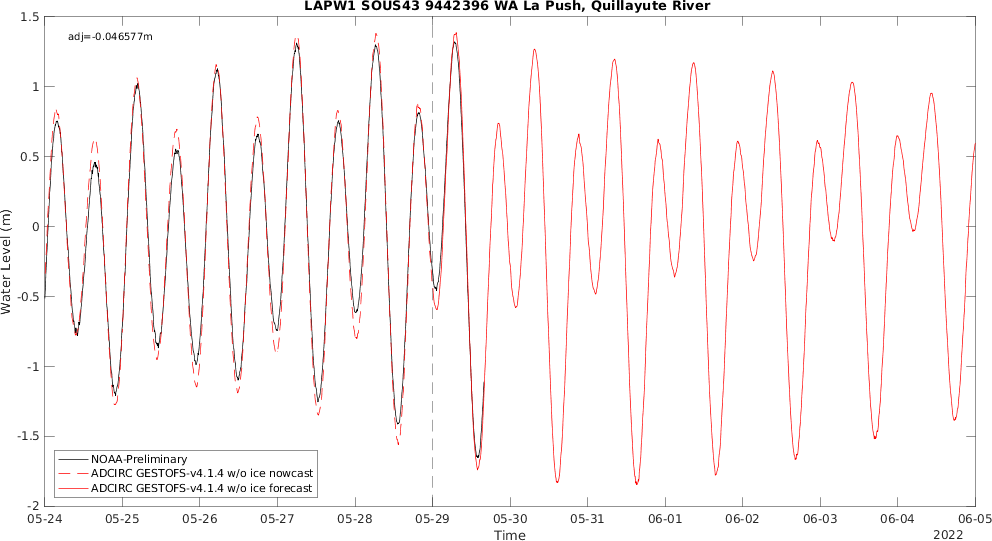 LAPW1 SOUS43 9442396 WA La Push, Quillayute River
adj=-0.046577m
1.5
1
0.5
0
-0.5
-1
-1.5
-2
Water Level (m)
NOAA-Preliminary
ADCIRC GESTOFS-v4.1.4 w/o ice nowcast
ADCIRC GESTOFS-v4.1.4 w/o ice forecast
05-24 05-25 05-26 05-27 05-28 05-29 05-30 05-31 06-01 06-02 06-03 06-04 06-05
Time
2022